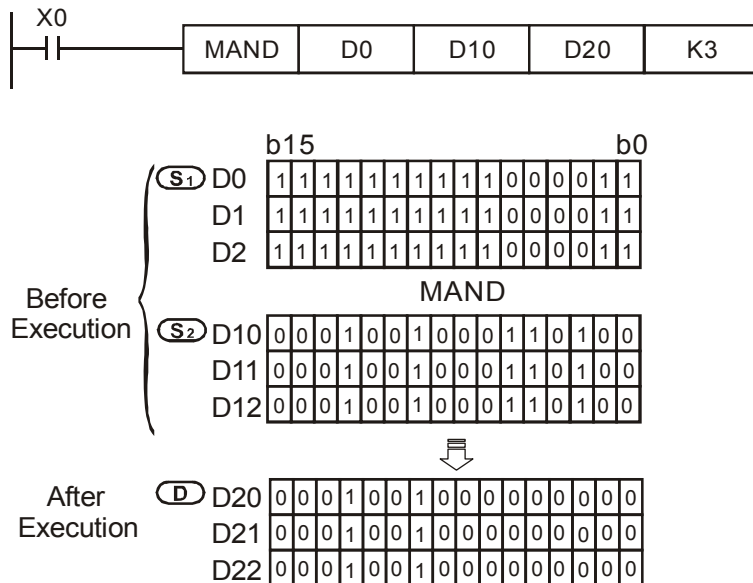 X0
MAND D0 D10 D20 K3
b15 b0
S1 D0 1 1 1 1 1 1 1 1 1 1 0 0 0 0 1 1
D1 1 1 1 1 1 1 1 1 1 1 0 0 0 0 1 1
D2 1 1 1 1 1 1 1 1 1 1 0 0 0 0 1 1
MAND
Before
Execution
S2 D10 0 0 0 1 0 0 1 0 0 0 1 1 0 1 0 0
D11 0 0 0 1 0 0 1 0 0 0 1 1 0 1 0 0
D12 0 0 0 1 0 0 1 0 0 0 1 1 0 1 0 0
After
Execution
D D20 0 0 0 1 0 0 1 0 0 0 0 0 0 0 0 0
D21 0 0 0 1 0 0 1 0 0 0 0 0 0 0 0 0
D22 0 0 0 1 0 0 1 0 0 0 0 0 0 0 0 0